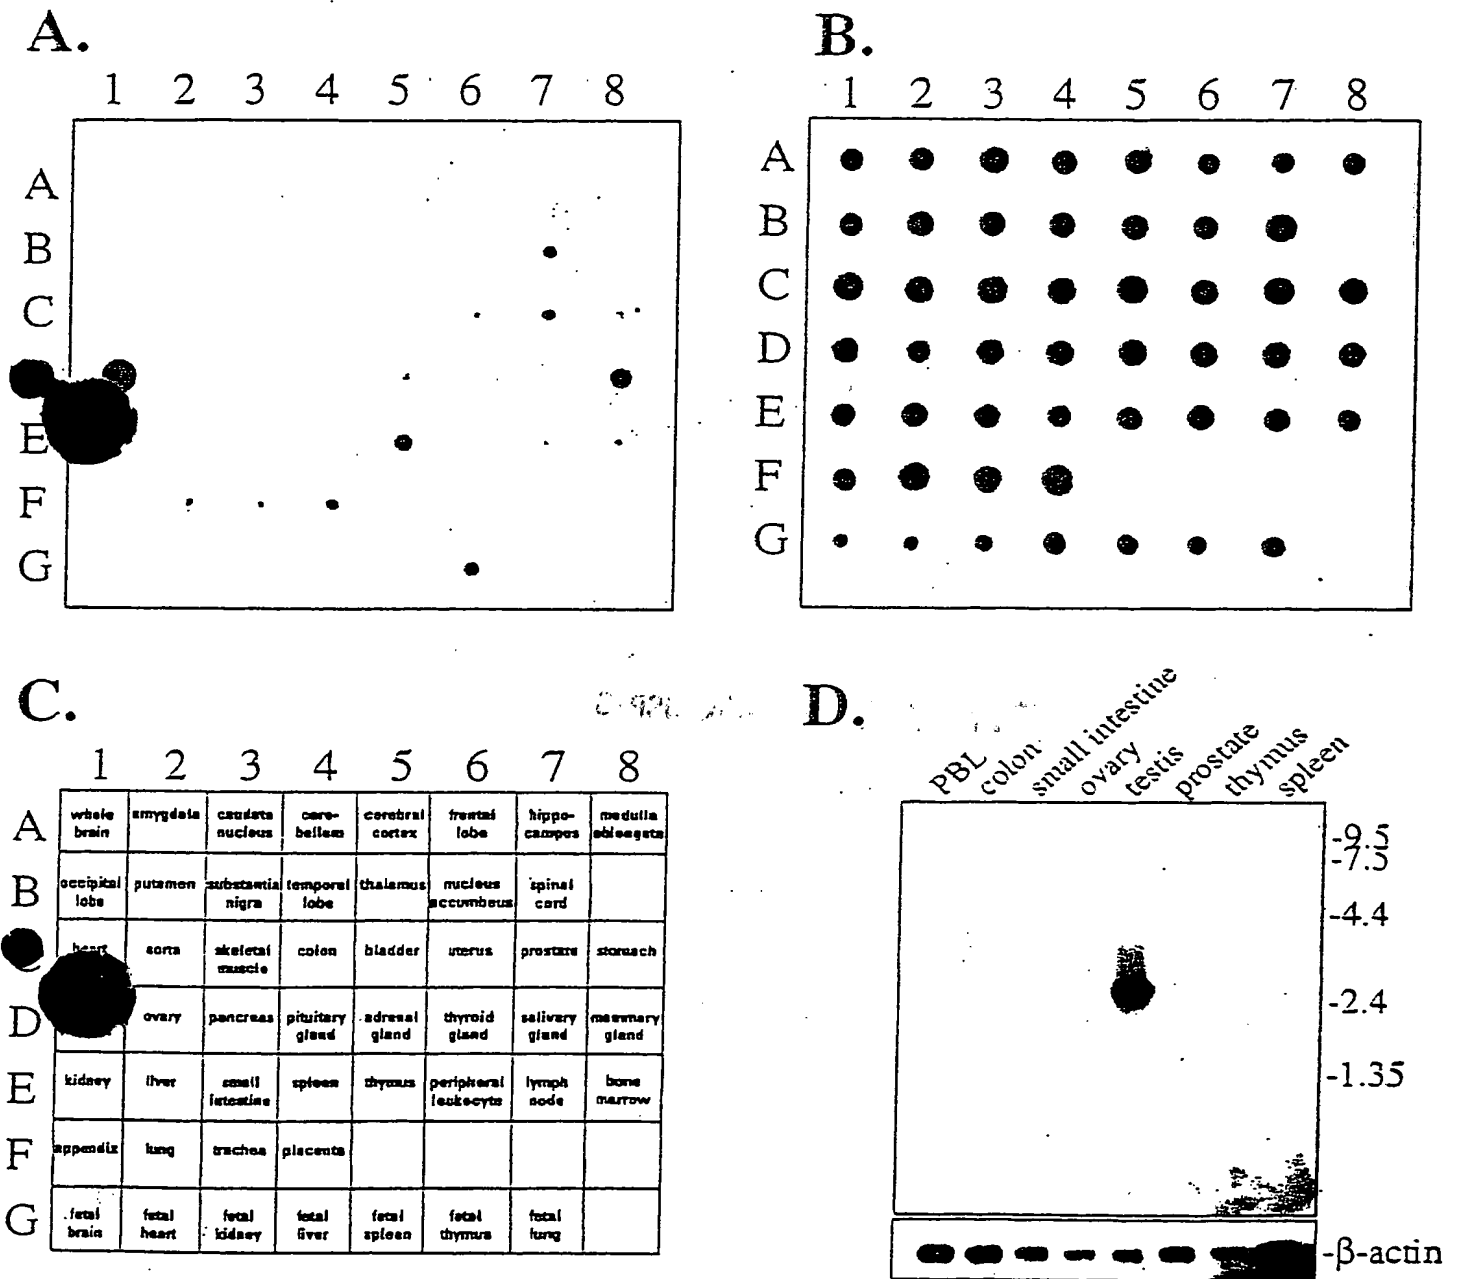 A.
1 2 3 4 5 6 7 8
A
B
C
E
F
G
B.
1 2 3 4 5 6 7 8
A
B
C
D
E
F
G
C.
1 2 3 4 5 6 7 8
A
whole brain
amygdala
caudate nucleus
cere-bellum
cerebral cortex
frontal lobe
hippo-campus
medulla oblongata
B
occipital lobe
putamen
substantia nigra
temporal lobe
thalamus
nucleus accumbeus
spinal cord
heart
aorta
skeletal muscle
colon
bladder
uterus
prostate
stomach
D
ovary
pancreas
pituitary gland
adrenal gland
thyroid gland
salivary gland
mammary gland
E
kidney
liver
small intestine
spleen
thymus
peripheral leukocyte
lymph node
bone marrow
F
appendix
lung
trachea
placenta
G
fetal brain
fetal heart
fetal kidney
fetal liver
fetal spleen
fetal thymus
fetal lung
D.
PBL
colon
small intestine
ovary
testis
prostate
thymus
spleen
-9.5
-7.5
-4.4
-2.4
-1.35
-β-actin